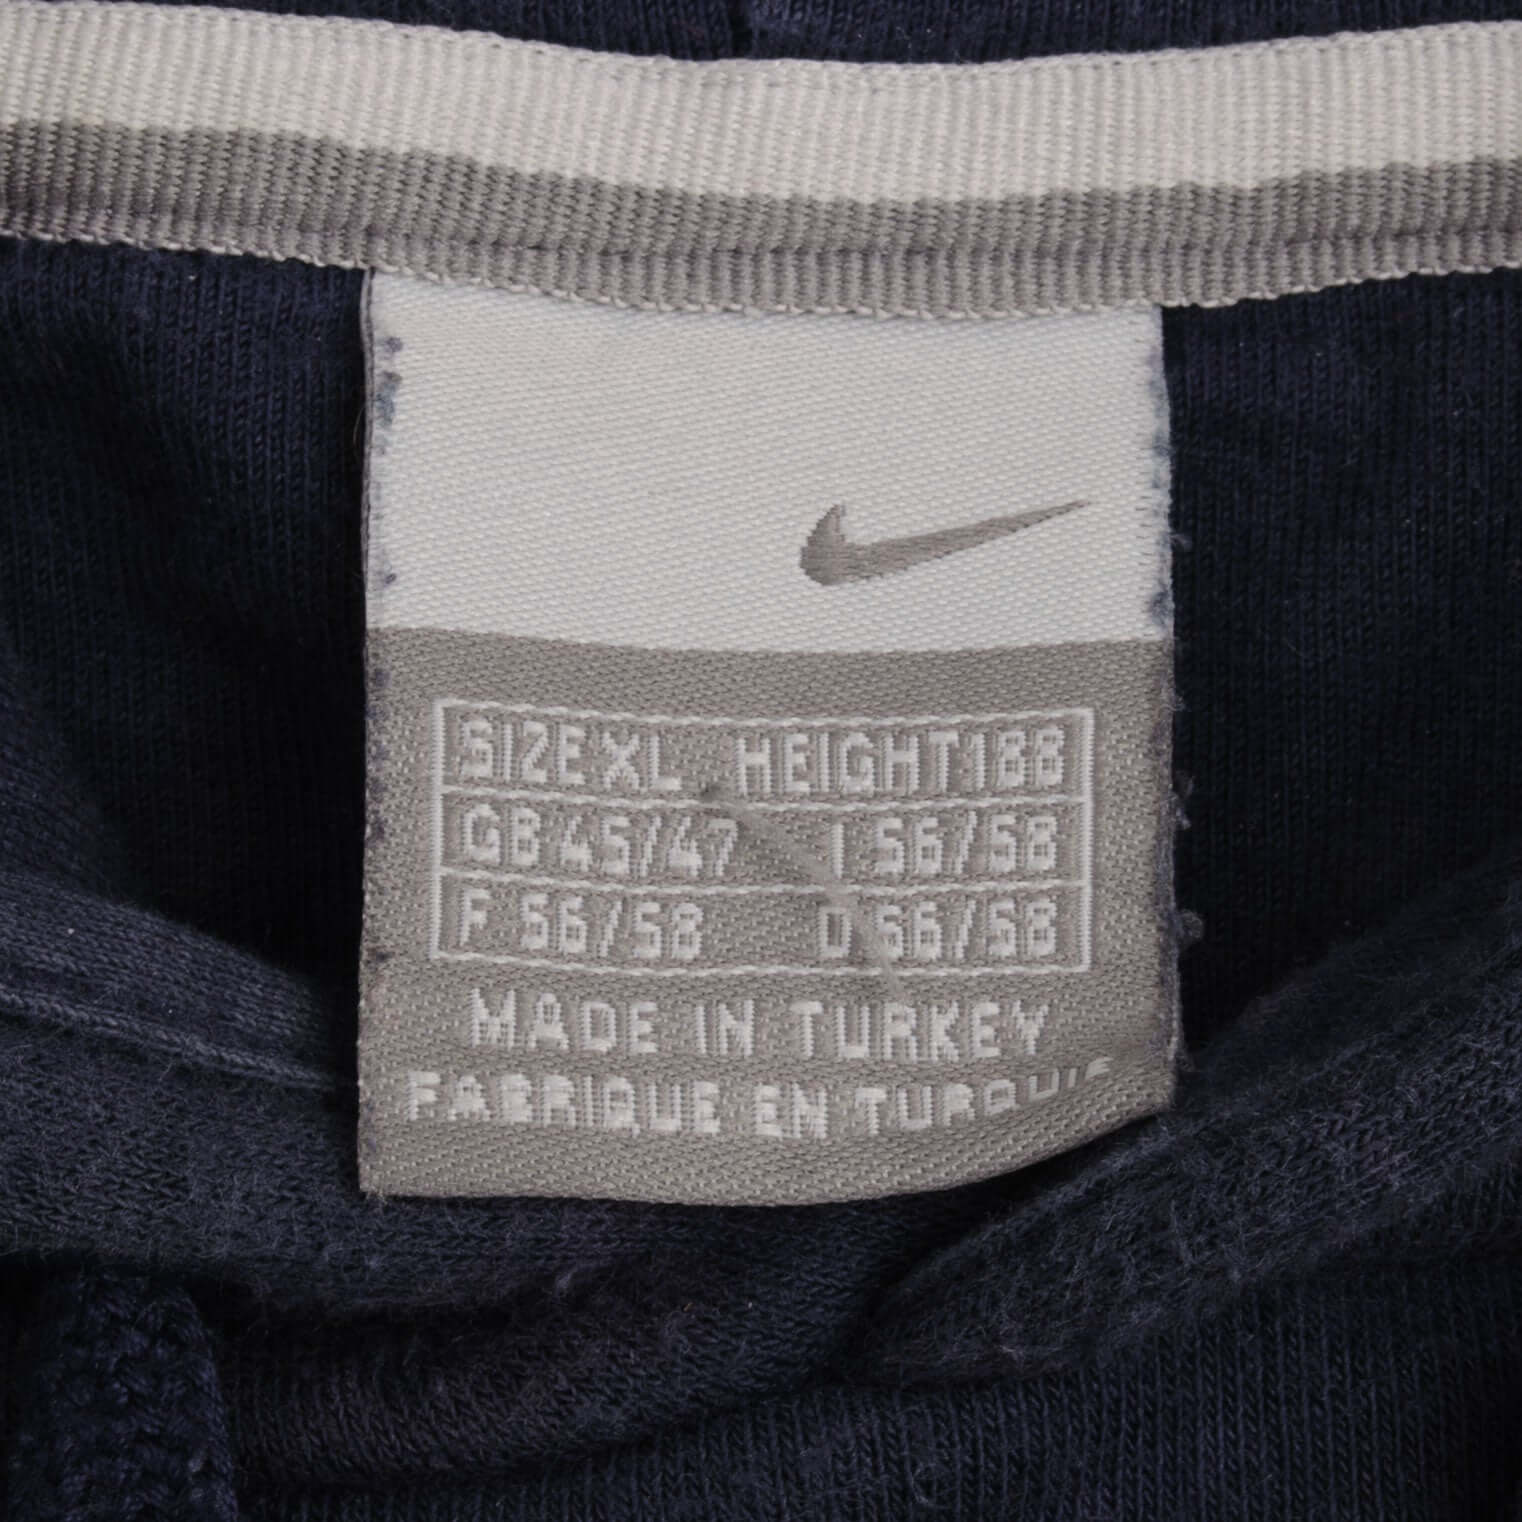 SIZE XL HEIGHT 188
GB 45/47 I 56/58
F 56/58 D 56/58
MADE IN TURKEY
FABRIQUE EN TURQUIE